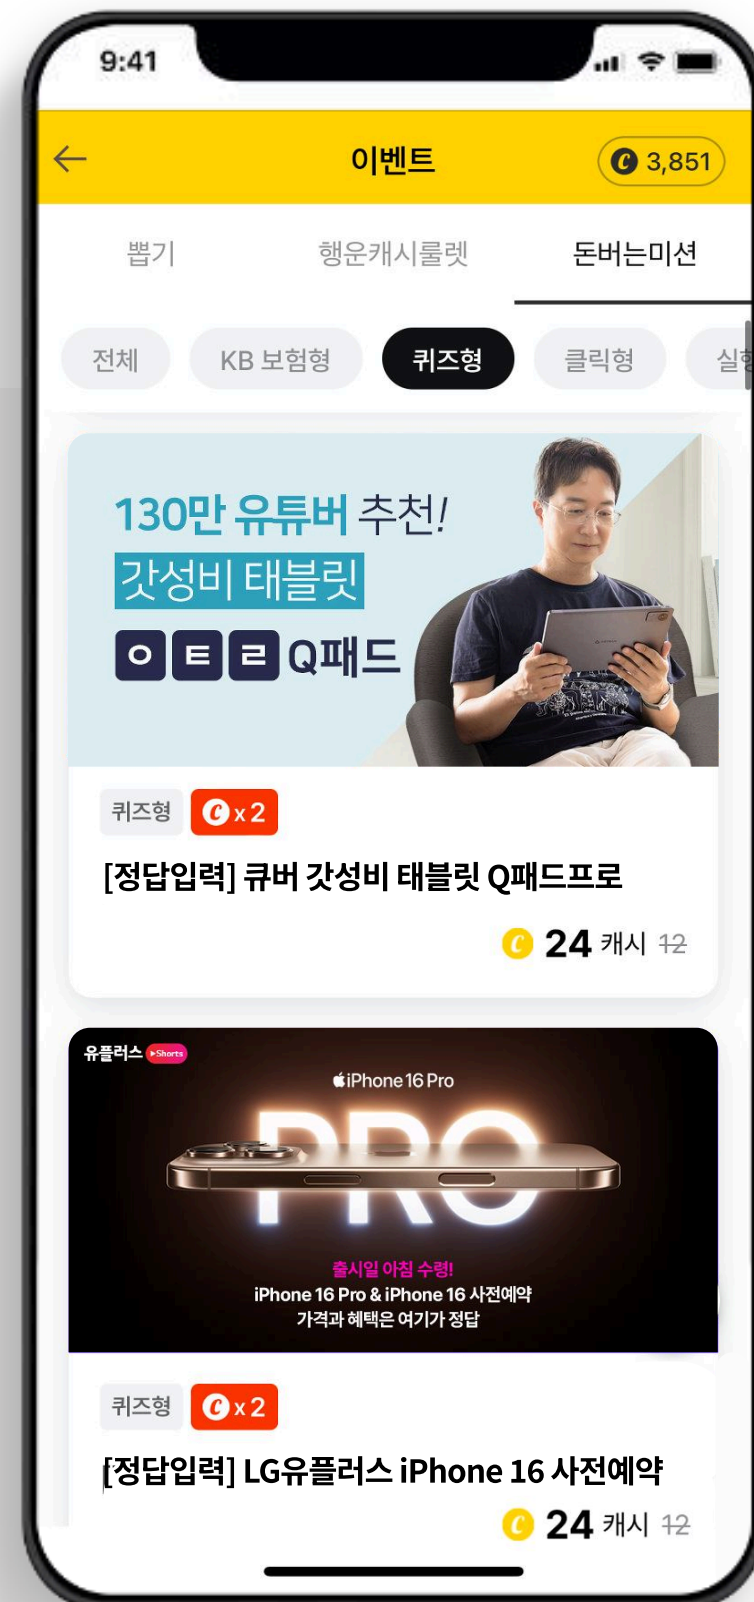 9:41
이벤트
C 3,851
뽑기 행운캐시룰렛 돈버는미션
전체 KB 보험형 퀴즈형 클릭형 실행
130만 유튜버 추천!
갓성비 태블릿
ㅇㅌㄹ Q패드
퀴즈형 C x 2
[정답입력] 큐버 갓성비 태블릿 Q패드프로
C 24 캐시 12
유플러스 Shorts
iPhone 16 Pro
PRO
출시일 아침 수령!
iPhone 16 Pro & iPhone 16 사전예약
가격과 혜택은 여기가 정답
퀴즈형 C x 2
[정답입력] LG유플러스 iPhone 16 사전예약
C 24 캐시 12